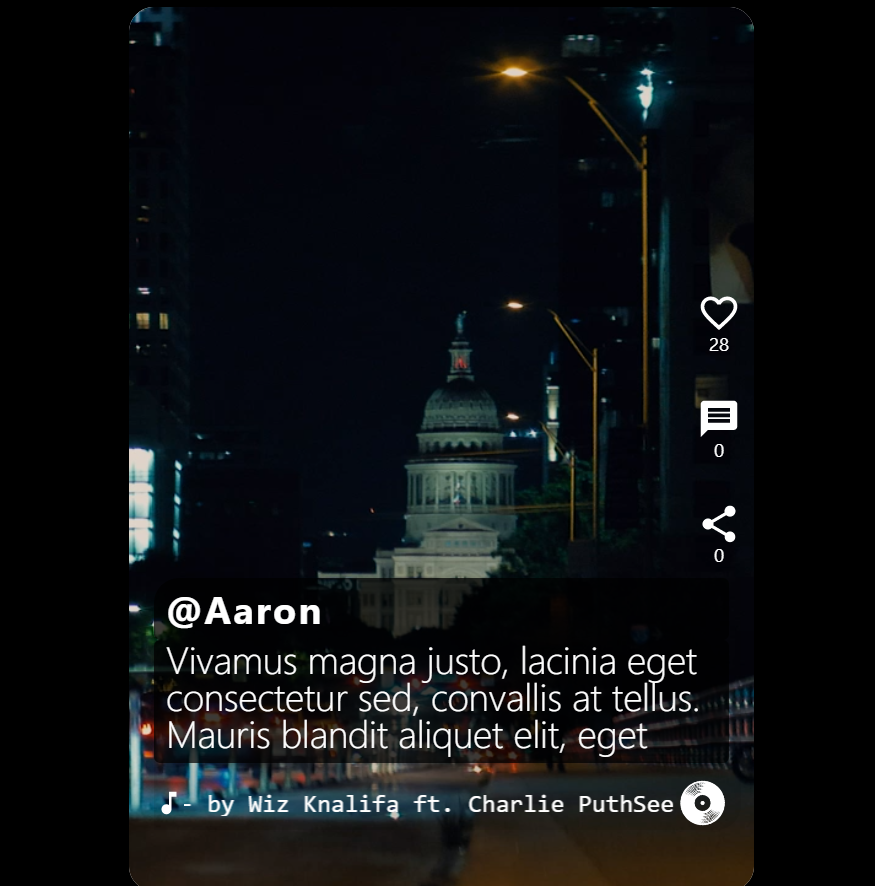 28
0
0
@Aaron
Vivamus magna justo, lacinia eget
consectetur sed, convallis at tellus.
Mauris blandit aliquet elit, eget
- by Wiz Knalifa ft. Charlie PuthSee